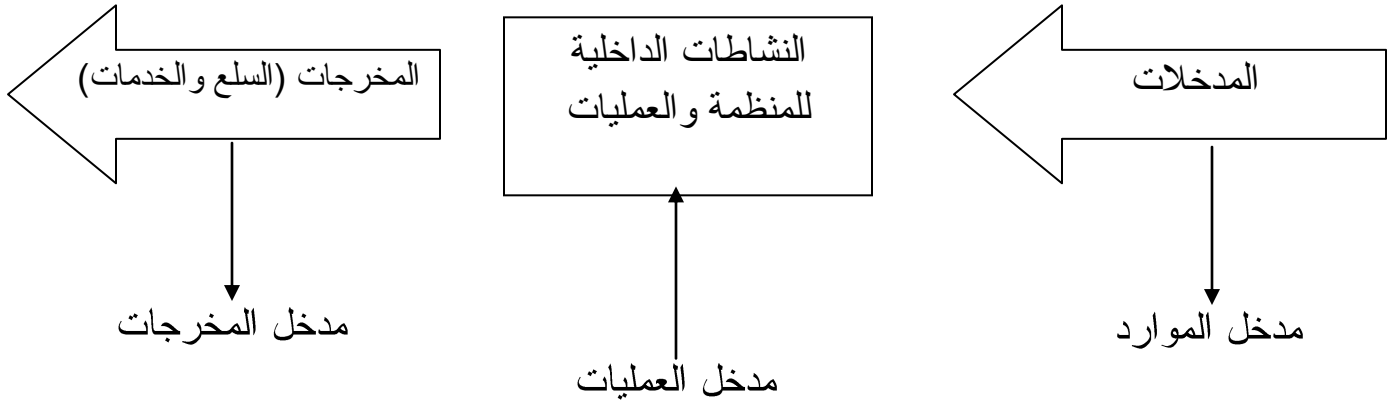 المدخلات
النشاطات الداخلية
للمنظمة والعمليات
المخرجات (السلع والخدمات)
مدخل الموارد
مدخل العمليات
مدخل المخرجات